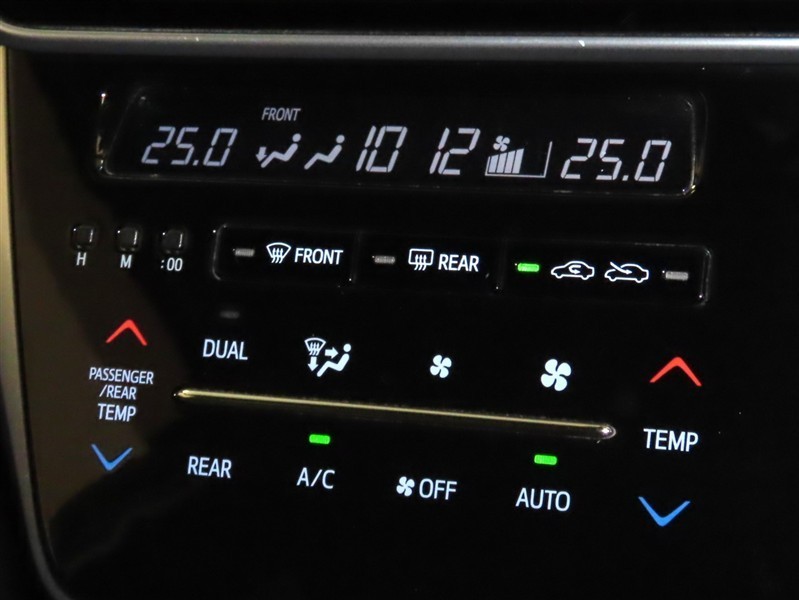 FRONT
25.0 10 12 25.0
H M :00
FRONT REAR
DUAL
PASSENGER
/REAR
TEMP
TEMP
REAR A/C OFF AUTO